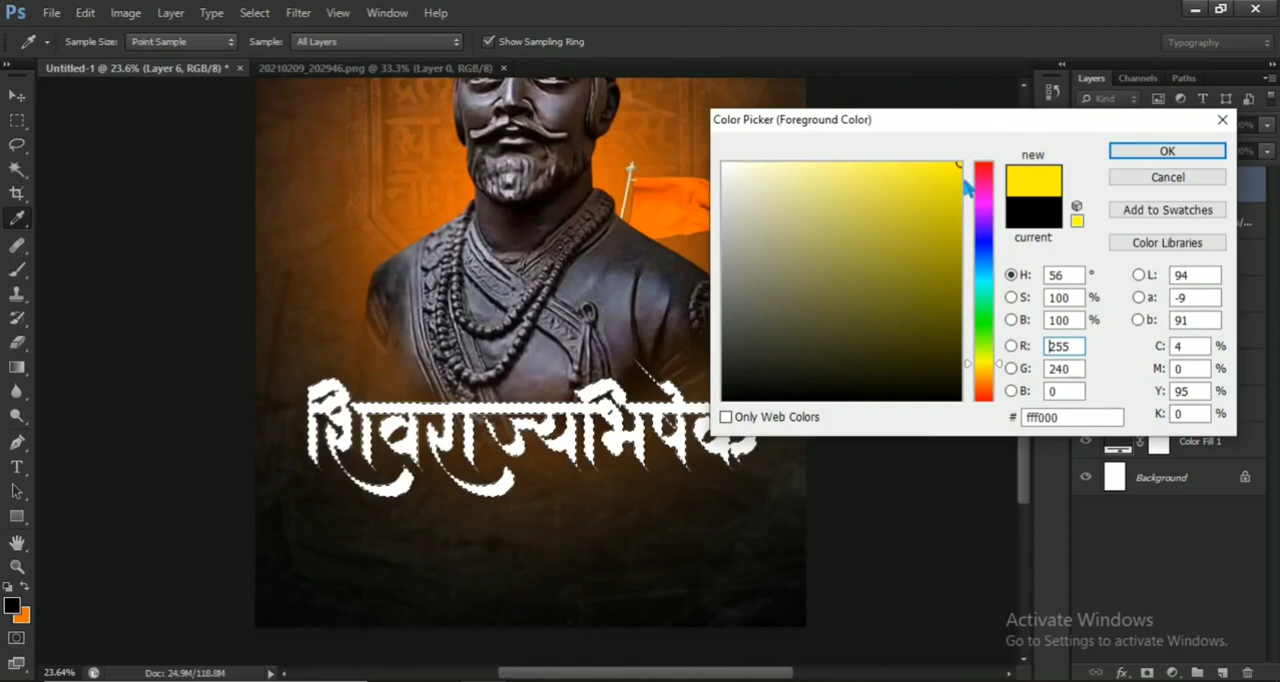 Ps File Edit Image Layer Type Select Filter View Window Help
Sample Size: Point Sample Sample: All Layers Show Sampling Ring Typography
Untitled-1 @ 23.6% (Layer 6, RGB/8) * × 20210209_202946.png @ 33.3% (Layer 0, RGB/8) ×
Layers Channels Paths
Kind
Color Picker (Foreground Color)
new
OK
Cancel
Add to Swatches
current
Color Libraries
H: 56 ° L: 94
S: 100 % a: -9
B: 100 % b: 91
R: 255 C: 4 %
G: 240 M: 0 %
B: 0 Y: 95 %
K: 0 %
Only Web Colors # fff000
शिवराज्याभिषेक
Color Fill 1
Background
Activate Windows
Go to Settings to activate Windows.
23.64% Doc: 24.9M/118.8M
fx